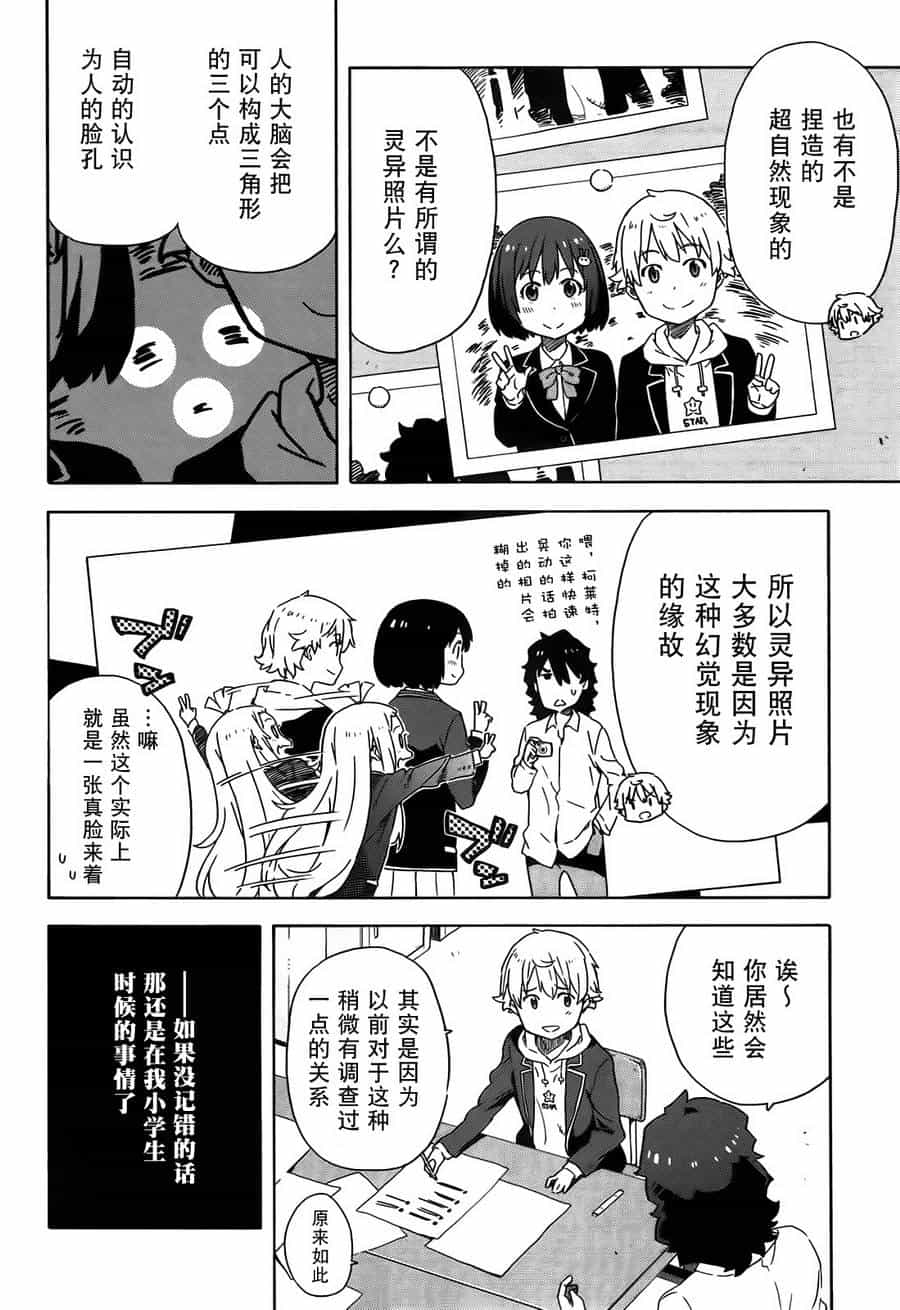 也有不是
捏造的
超自然现象的
不是有所谓的
灵异照片么?
STAR
人的大脑会把
可以构成三角形
的三个点
自动的认识
为人的脸孔
所以灵异照片
大多数是因为
这种幻觉现象
的缘故
喂,柯莱特,
你这样快速
晃动的话拍
出的相片会
糊掉的
ブブ
ブブ
…嘛
虽然这个实际上
就是一张真脸来着
诶～
你居然会
知道这些
其实是因为
以前对于这种
稍微有调查过
一点的关系
STAR
原来如此
——如果没记错的话
那还是在我小学生
时候的事情了